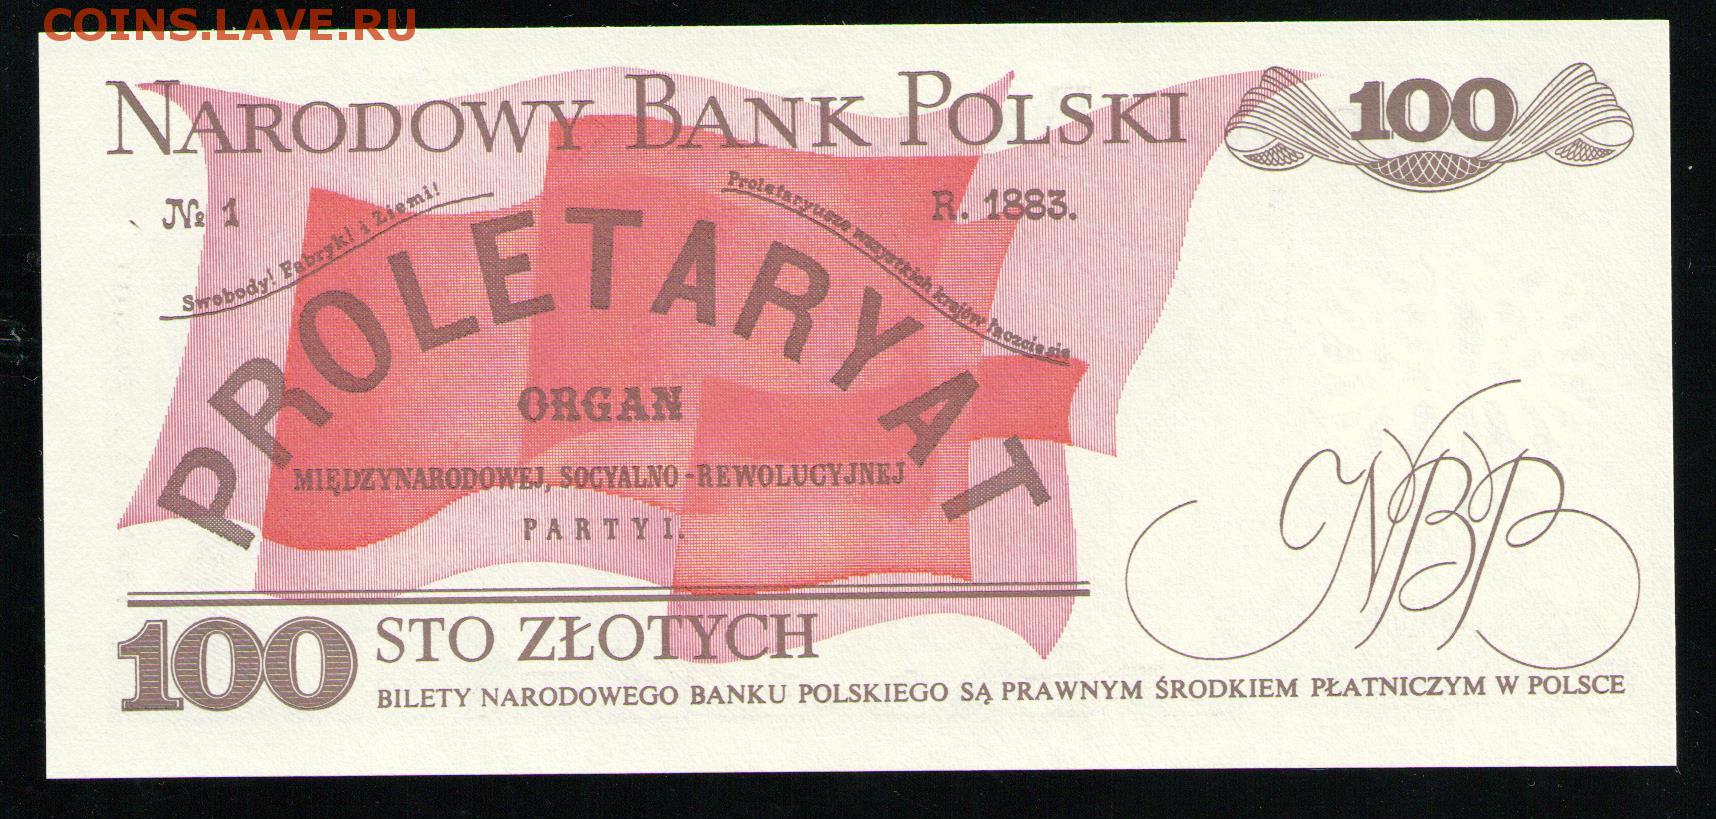 COINS.LAVE.RU
NARODOWY BANK POLSKI
100
№ 1
Swobody! Fabryk! i Ziemi!
Proletaryusze wszystkich krajów łączcie się
R. 1883.
PROLETARYAT
ORGAN
MIĘDZYNARODOWEJ, SOCYALNO-REWOLUCYJNEJ
PARTYI.
NBP
100
STO ZŁOTYCH
BILETY NARODOWEGO BANKU POLSKIEGO SĄ PRAWNYM ŚRODKIEM PŁATNICZYM W POLSCE